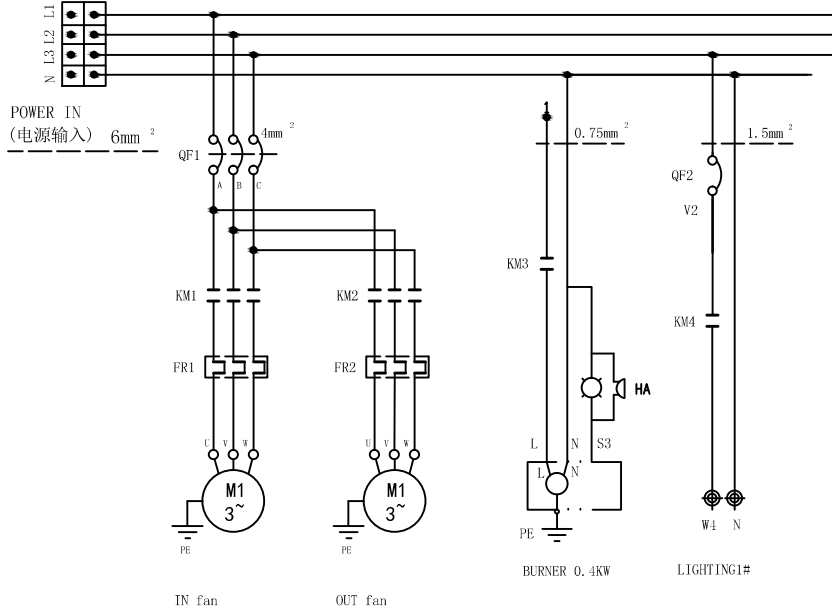 L1
L2
L3
N
POWER IN
(电源输入) 6mm ²
QF1
4mm ²
A B C
1
0.75mm ²
1.5mm ²
QF2
V2
KM1
KM2
KM3
KM4
FR1
FR2
HA
U V W
U V W
L N S3
L N
M1
3~
M1
3~
PE
PE
PE
W4 N
IN fan
OUT fan
BURNER 0.4KW
LIGHTING1#